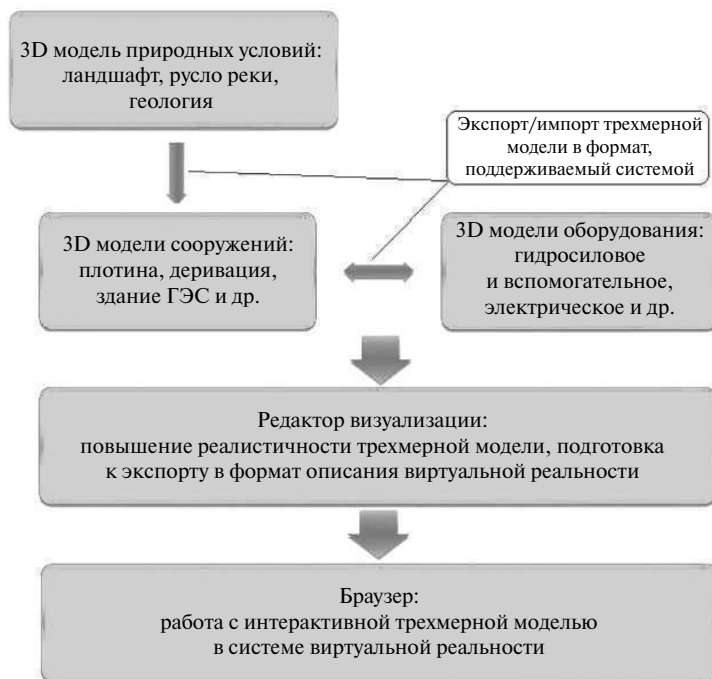 3D модель природных условий:
ландшафт, русло реки,
геология
Экспорт/импорт трехмерной
модели в формат,
поддерживаемый системой
3D модели сооружений:
плотина, деривация,
здание ГЭС и др.
3D модели оборудования:
гидросиловое
и вспомогательное,
электрическое и др.
Редактор визуализации:
повышение реалистичности трехмерной модели, подготовка
к экспорту в формат описания виртуальной реальности
Браузер:
работа с интерактивной трехмерной моделью
в системе виртуальной реальности